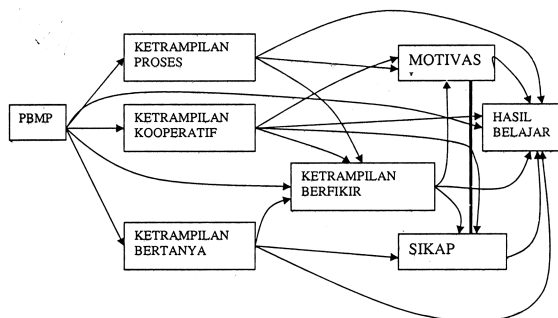 KETRAMPILAN
PROSES
MOTIVAS
PBMP
KETRAMPILAN
KOOPERATIF
HASIL
BELAJAR
KETRAMPILAN
BERFIKIR
KETRAMPILAN
BERTANYA
SIKAP